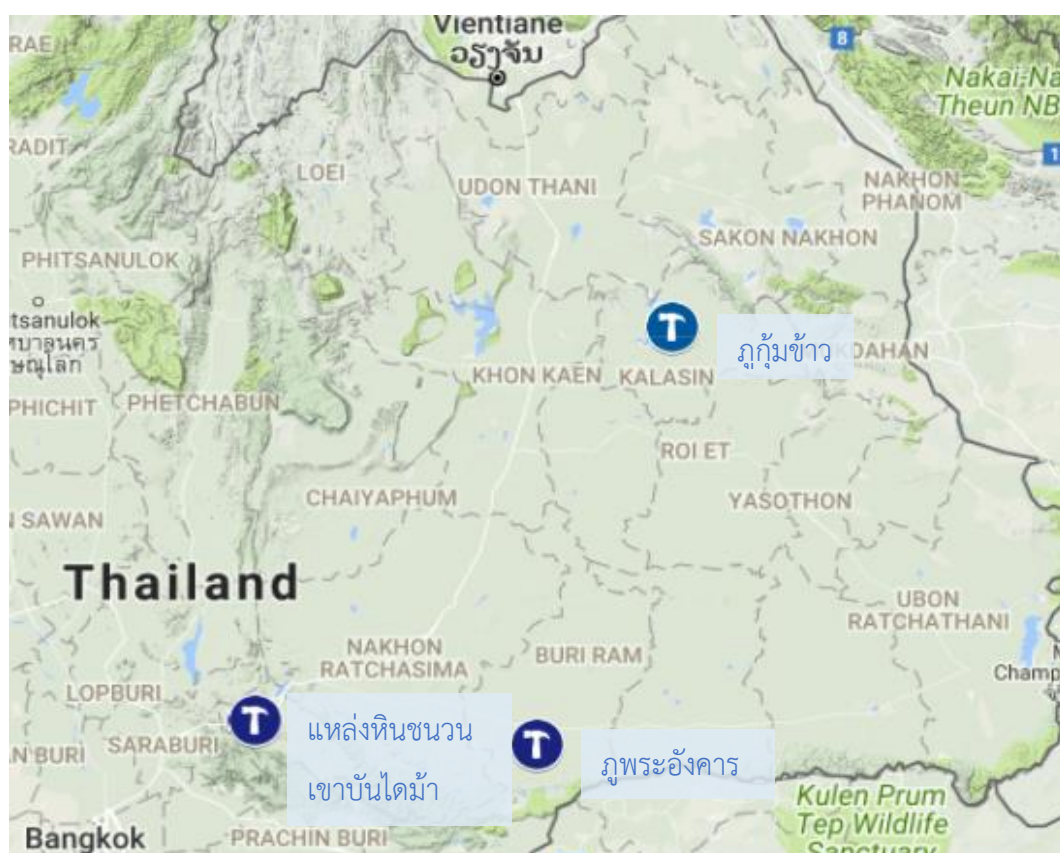 Vientiane
ວຽງຈັນ
RAE
8
Nakai-Na
Theun NB
RADIT
1
LOEI
UDON THANI
NAKHON
PHANOM
SAKON NAKHON
PHITSANULOK
tsanulok
ภูกุ้มข้าว
KDAHAN
KHON KAEN
KALASIN
PHICHIT
PHETCHABUN
ROI ET
CHAIYAPHUM
YASOTHON
N SAWAN
Thailand
UBON
RATCHATHANI
NAKHON
RATCHASIMA
BURI RAM
Champ
LOPBURI
แหล่งหินชนวน
เขาบันไดม้า
SARABURI
AN BURI
ภูพระอังคาร
Kulen Prum
Tep Wildlife
Sanctuary
Bangkok
PRACHIN BURI